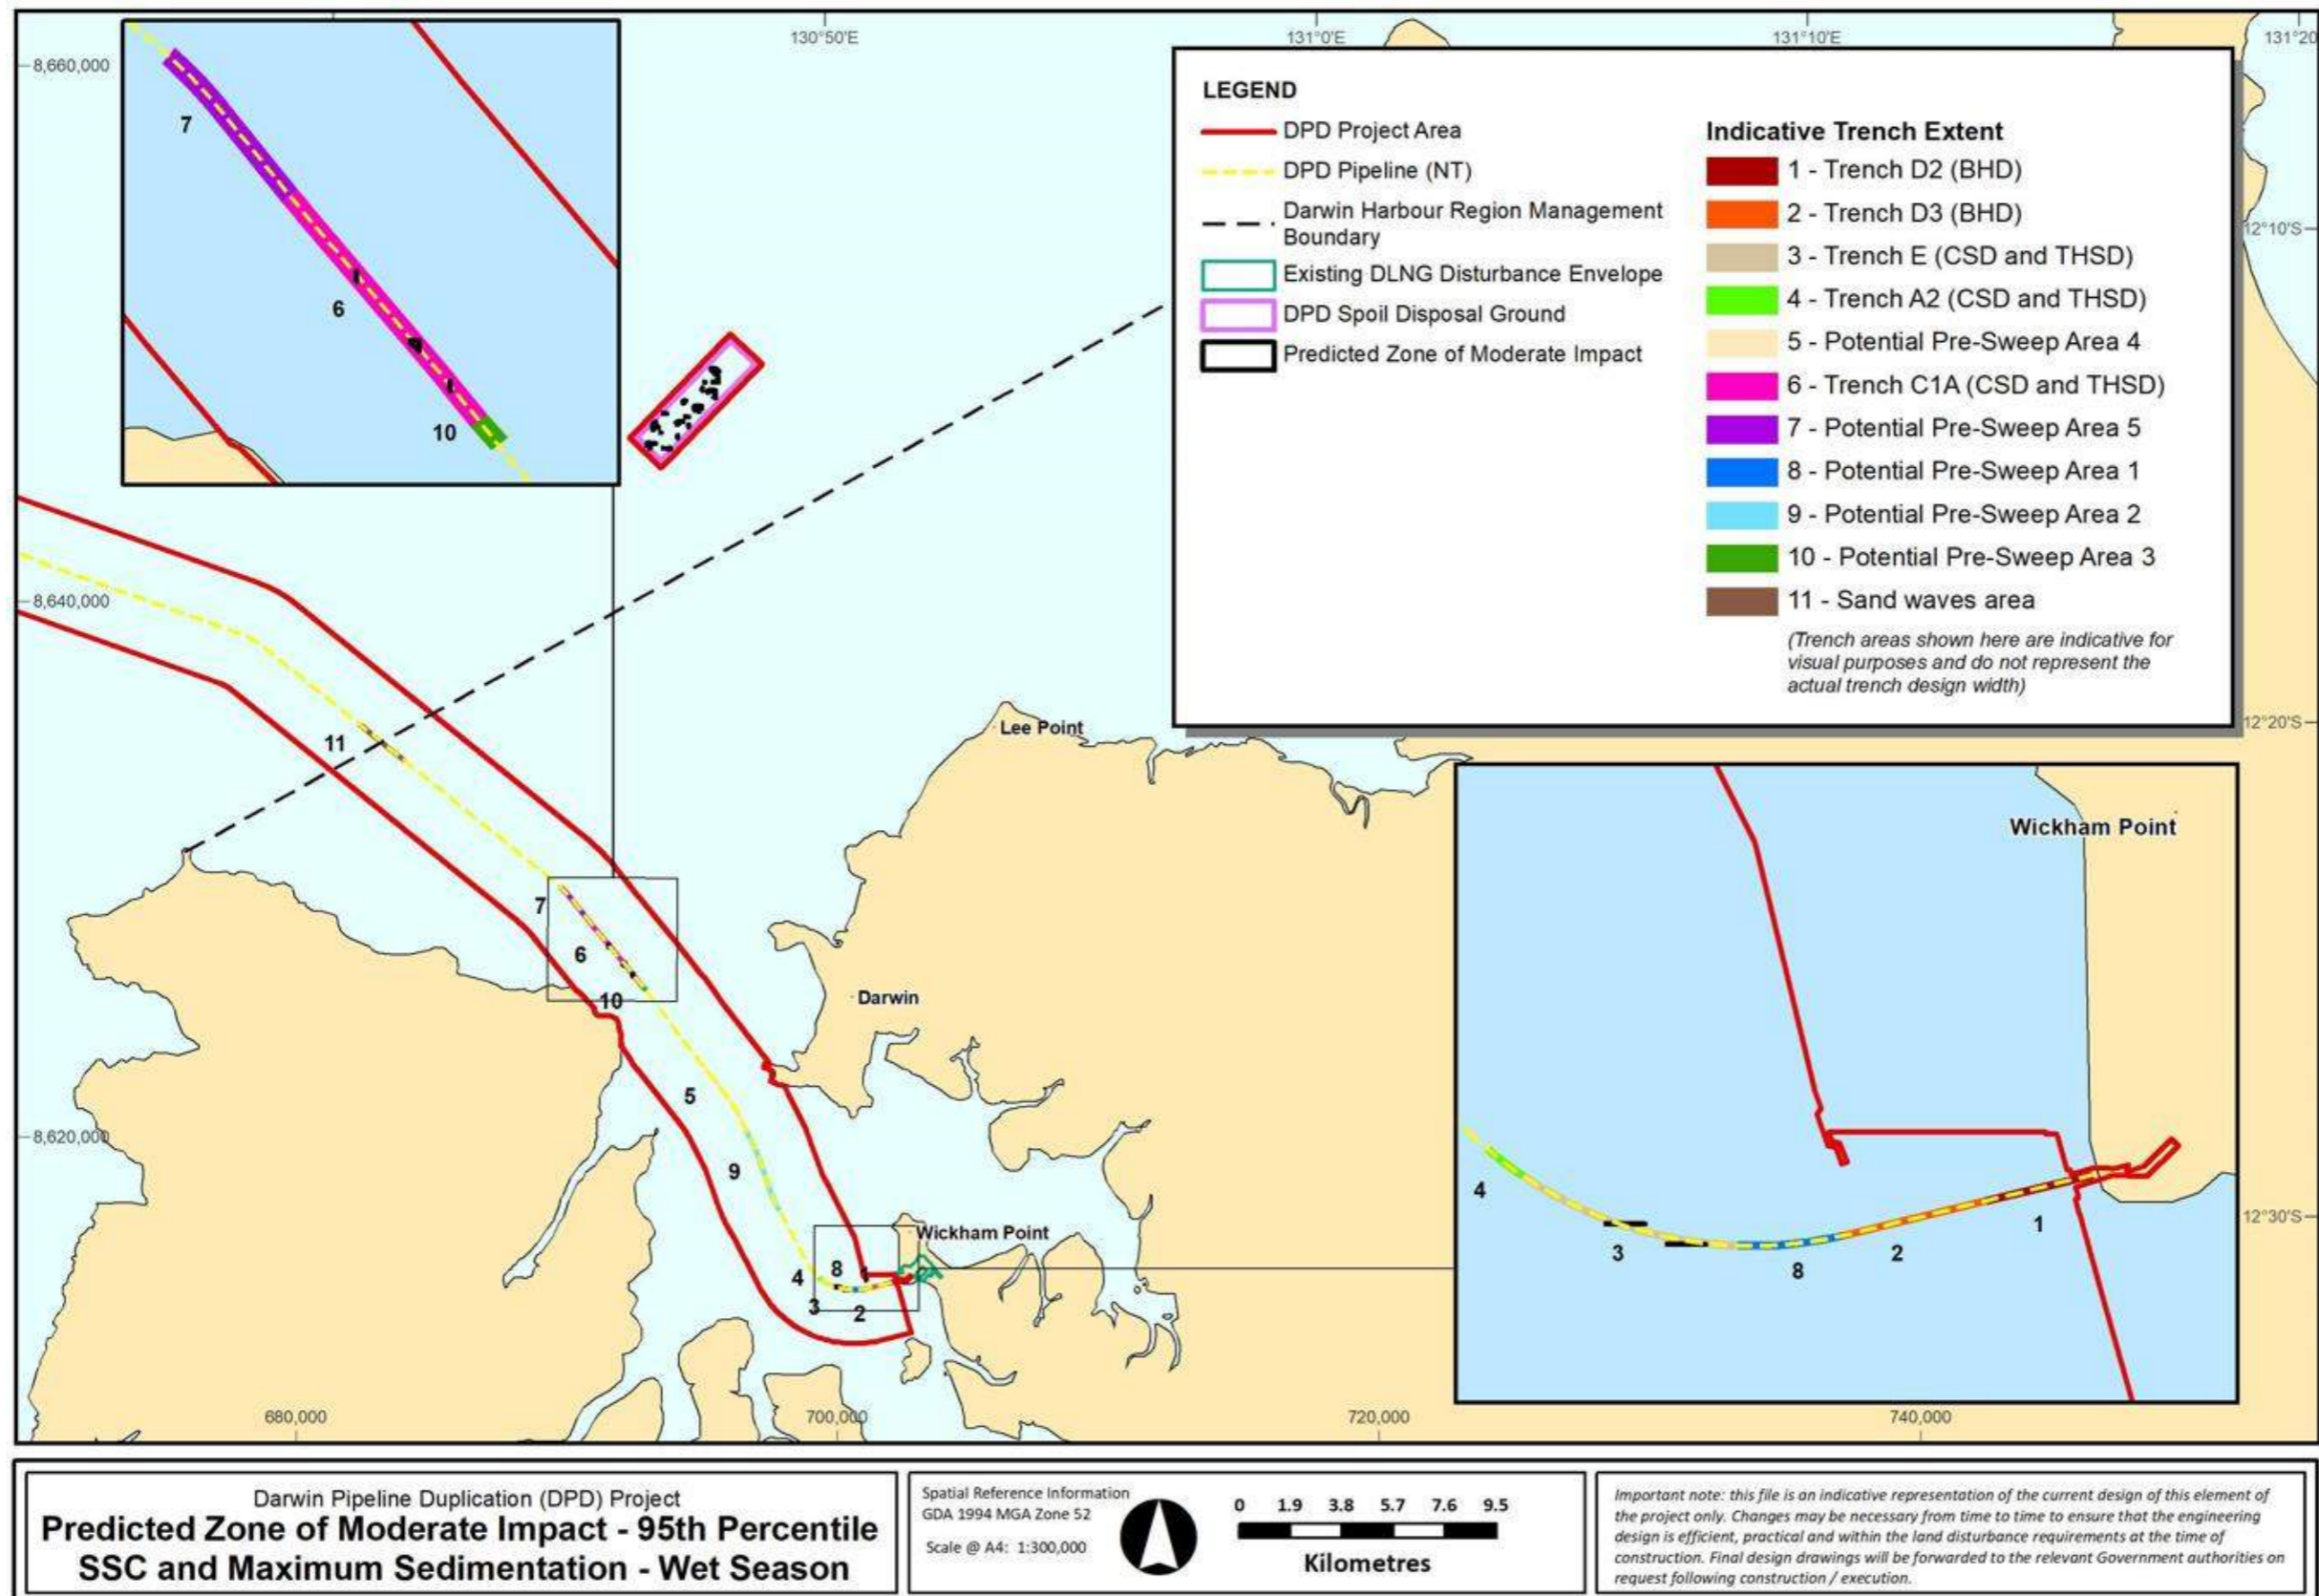 130°50'E
131°0'E
131°10'E
131°20
8,660,000
8,640,000
8,620,000
12°10'S
12°20'S
12°30'S
680,000
700,000
720,000
740,000
7
6
10
LEGEND
DPD Project Area
DPD Pipeline (NT)
Darwin Harbour Region Management
Boundary
Existing DLNG Disturbance Envelope
DPD Spoil Disposal Ground
Predicted Zone of Moderate Impact
Indicative Trench Extent
1 - Trench D2 (BHD)
2 - Trench D3 (BHD)
3 - Trench E (CSD and THSD)
4 - Trench A2 (CSD and THSD)
5 - Potential Pre-Sweep Area 4
6 - Trench C1A (CSD and THSD)
7 - Potential Pre-Sweep Area 5
8 - Potential Pre-Sweep Area 1
9 - Potential Pre-Sweep Area 2
10 - Potential Pre-Sweep Area 3
11 - Sand waves area
(Trench areas shown here are indicative for
visual purposes and do not represent the
actual trench design width)
11
Lee Point
7
6
10
Darwin
5
9
Wickham Point
4
8
1
3
2
Wickham Point
4
3
8
2
1
Darwin Pipeline Duplication (DPD) Project
Predicted Zone of Moderate Impact - 95th Percentile
SSC and Maximum Sedimentation - Wet Season
Spatial Reference Information
GDA 1994 MGA Zone 52
Scale @ A4: 1:300,000
0 1.9 3.8 5.7 7.6 9.5
Kilometres
Important note: this file is an indicative representation of the current design of this element of
the project only. Changes may be necessary from time to time to ensure that the engineering
design is efficient, practical and within the land disturbance requirements at the time of
construction. Final design drawings will be forwarded to the relevant Government authorities on
request following construction / execution.